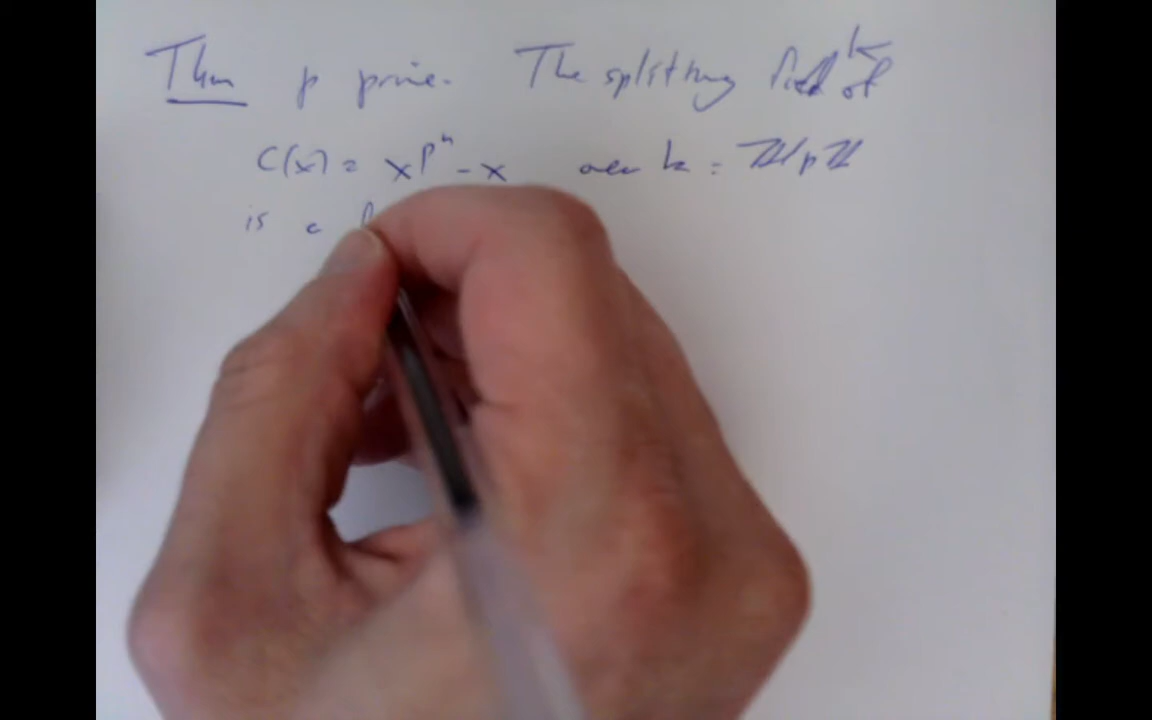 Thm p prime. The splitting field K of
C(x) = x^{p^n} - x over k = ℤ/pℤ
is a f